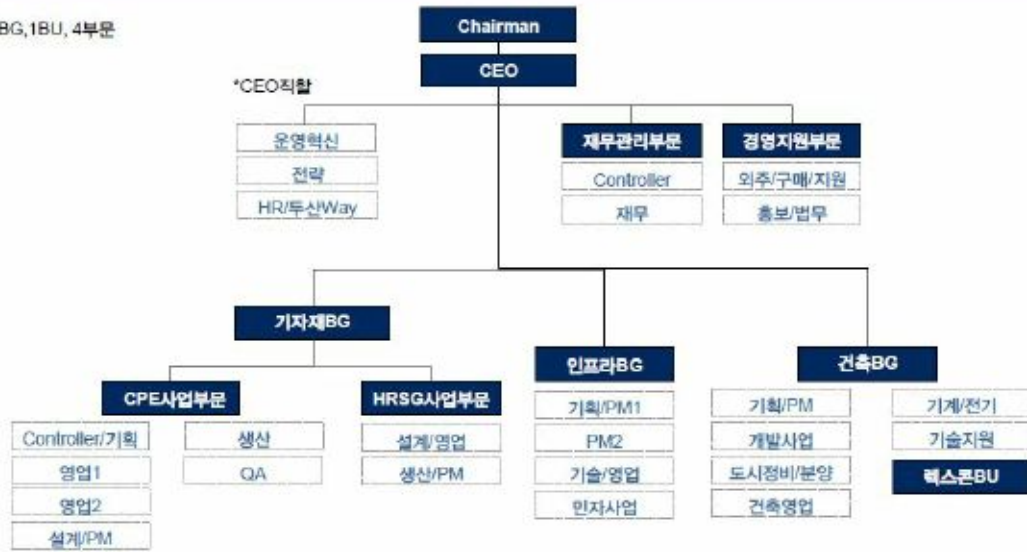 BG,1BU, 4부문
Chairman
CEO
*CEO직할
운영혁신
전략
HR/두산Way
재무관리부문
Controller
재무
경영지원부문
외주/구매/지원
홍보/법무
기자재BG
CPE사업부문
Controller/기획
영업1
영업2
설계/PM
생산
QA
HRSG사업부문
설계/영업
생산/PM
인프라BG
기획/PM1
PM2
기술/영업
민자사업
건축BG
기획/PM
개발사업
도시정비/분양
건축영업
기계/전기
기술지원
렉스콘BU